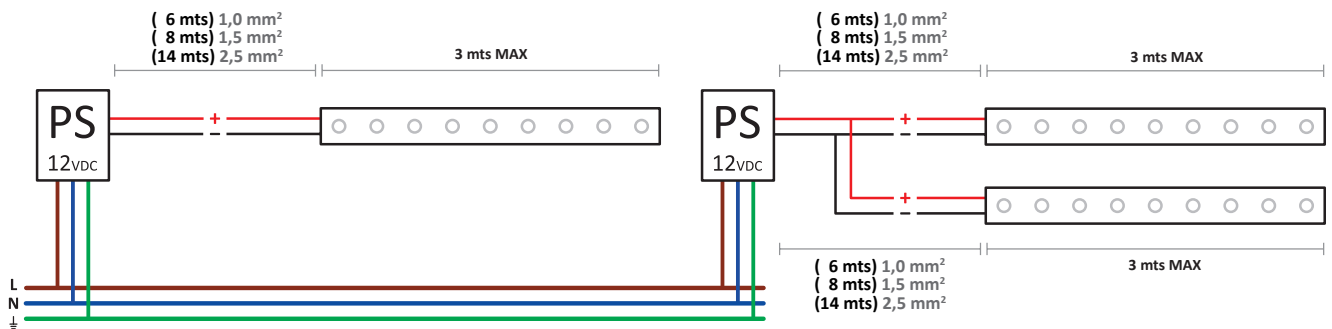 ( 6 mts) 1,0 mm²
( 8 mts) 1,5 mm²
(14 mts) 2,5 mm²
3 mts MAX
PS
12VDC
+
–
( 6 mts) 1,0 mm²
( 8 mts) 1,5 mm²
(14 mts) 2,5 mm²
3 mts MAX
PS
12VDC
+
–
+
–
( 6 mts) 1,0 mm²
( 8 mts) 1,5 mm²
(14 mts) 2,5 mm²
3 mts MAX
L
N
⏚